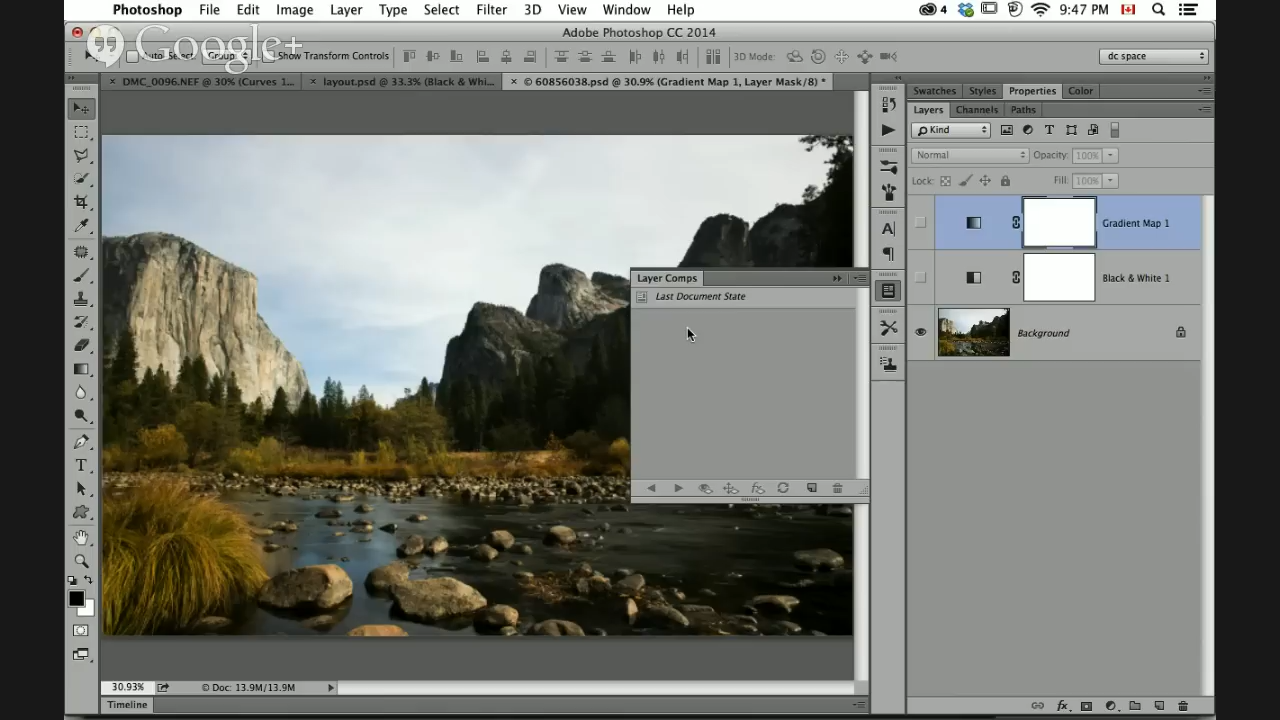 Photoshop File Edit Image Layer Type Select Filter 3D View Window Help 4 9:47 PM
Google+
Adobe Photoshop CC 2014
Auto-Select: Group Show Transform Controls 3D Mode: dc space
× DMC_0096.NEF @ 30% (Curves 1... × layout.psd @ 33.3% (Black & Whi... × © 60856038.psd @ 30.9% (Gradient Map 1, Layer Mask/8) *
Swatches Styles Properties Color
Layers Channels Paths
Kind
Normal Opacity: 100%
Lock: Fill: 100%
Gradient Map 1
Black & White 1
Background
Layer Comps
Last Document State
30.93% © Doc: 13.9M/13.9M
Timeline